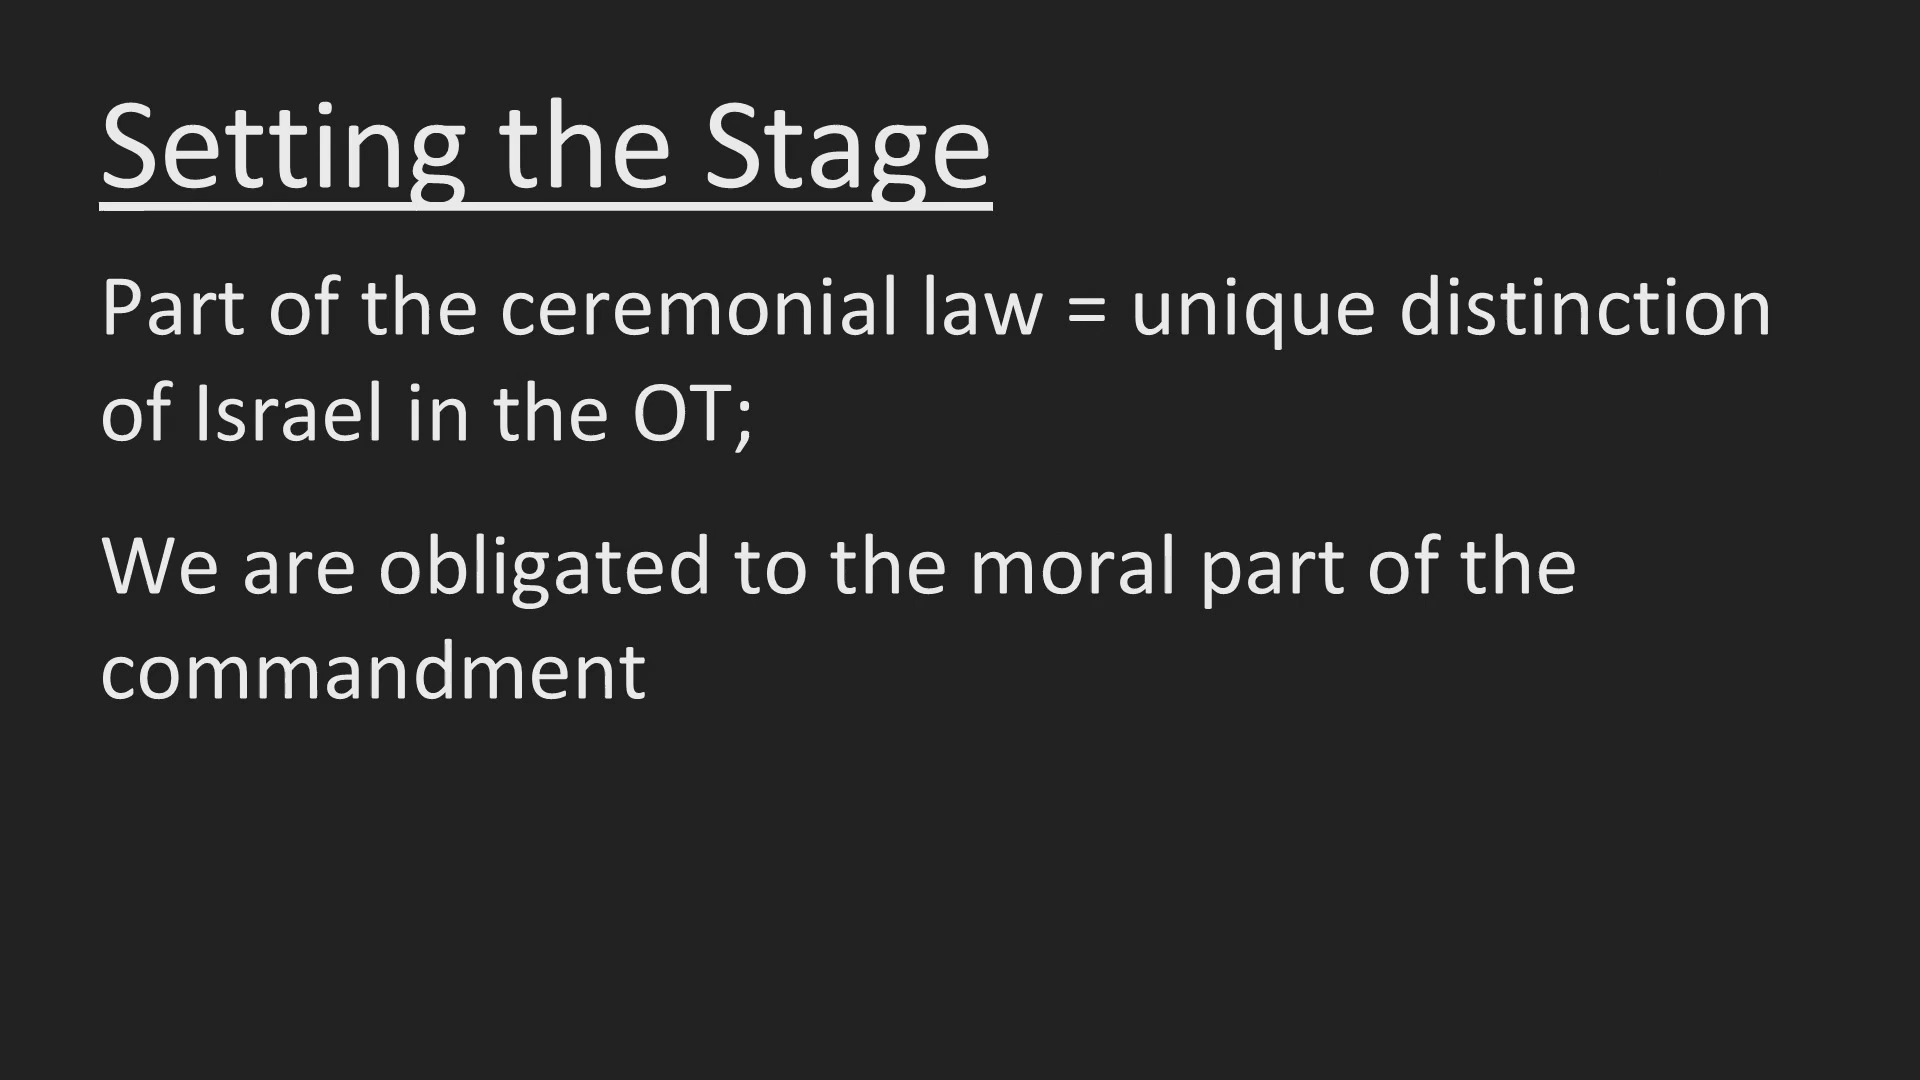 Setting the Stage
Part of the ceremonial law = unique distinction
of Israel in the OT;
We are obligated to the moral part of the
commandment